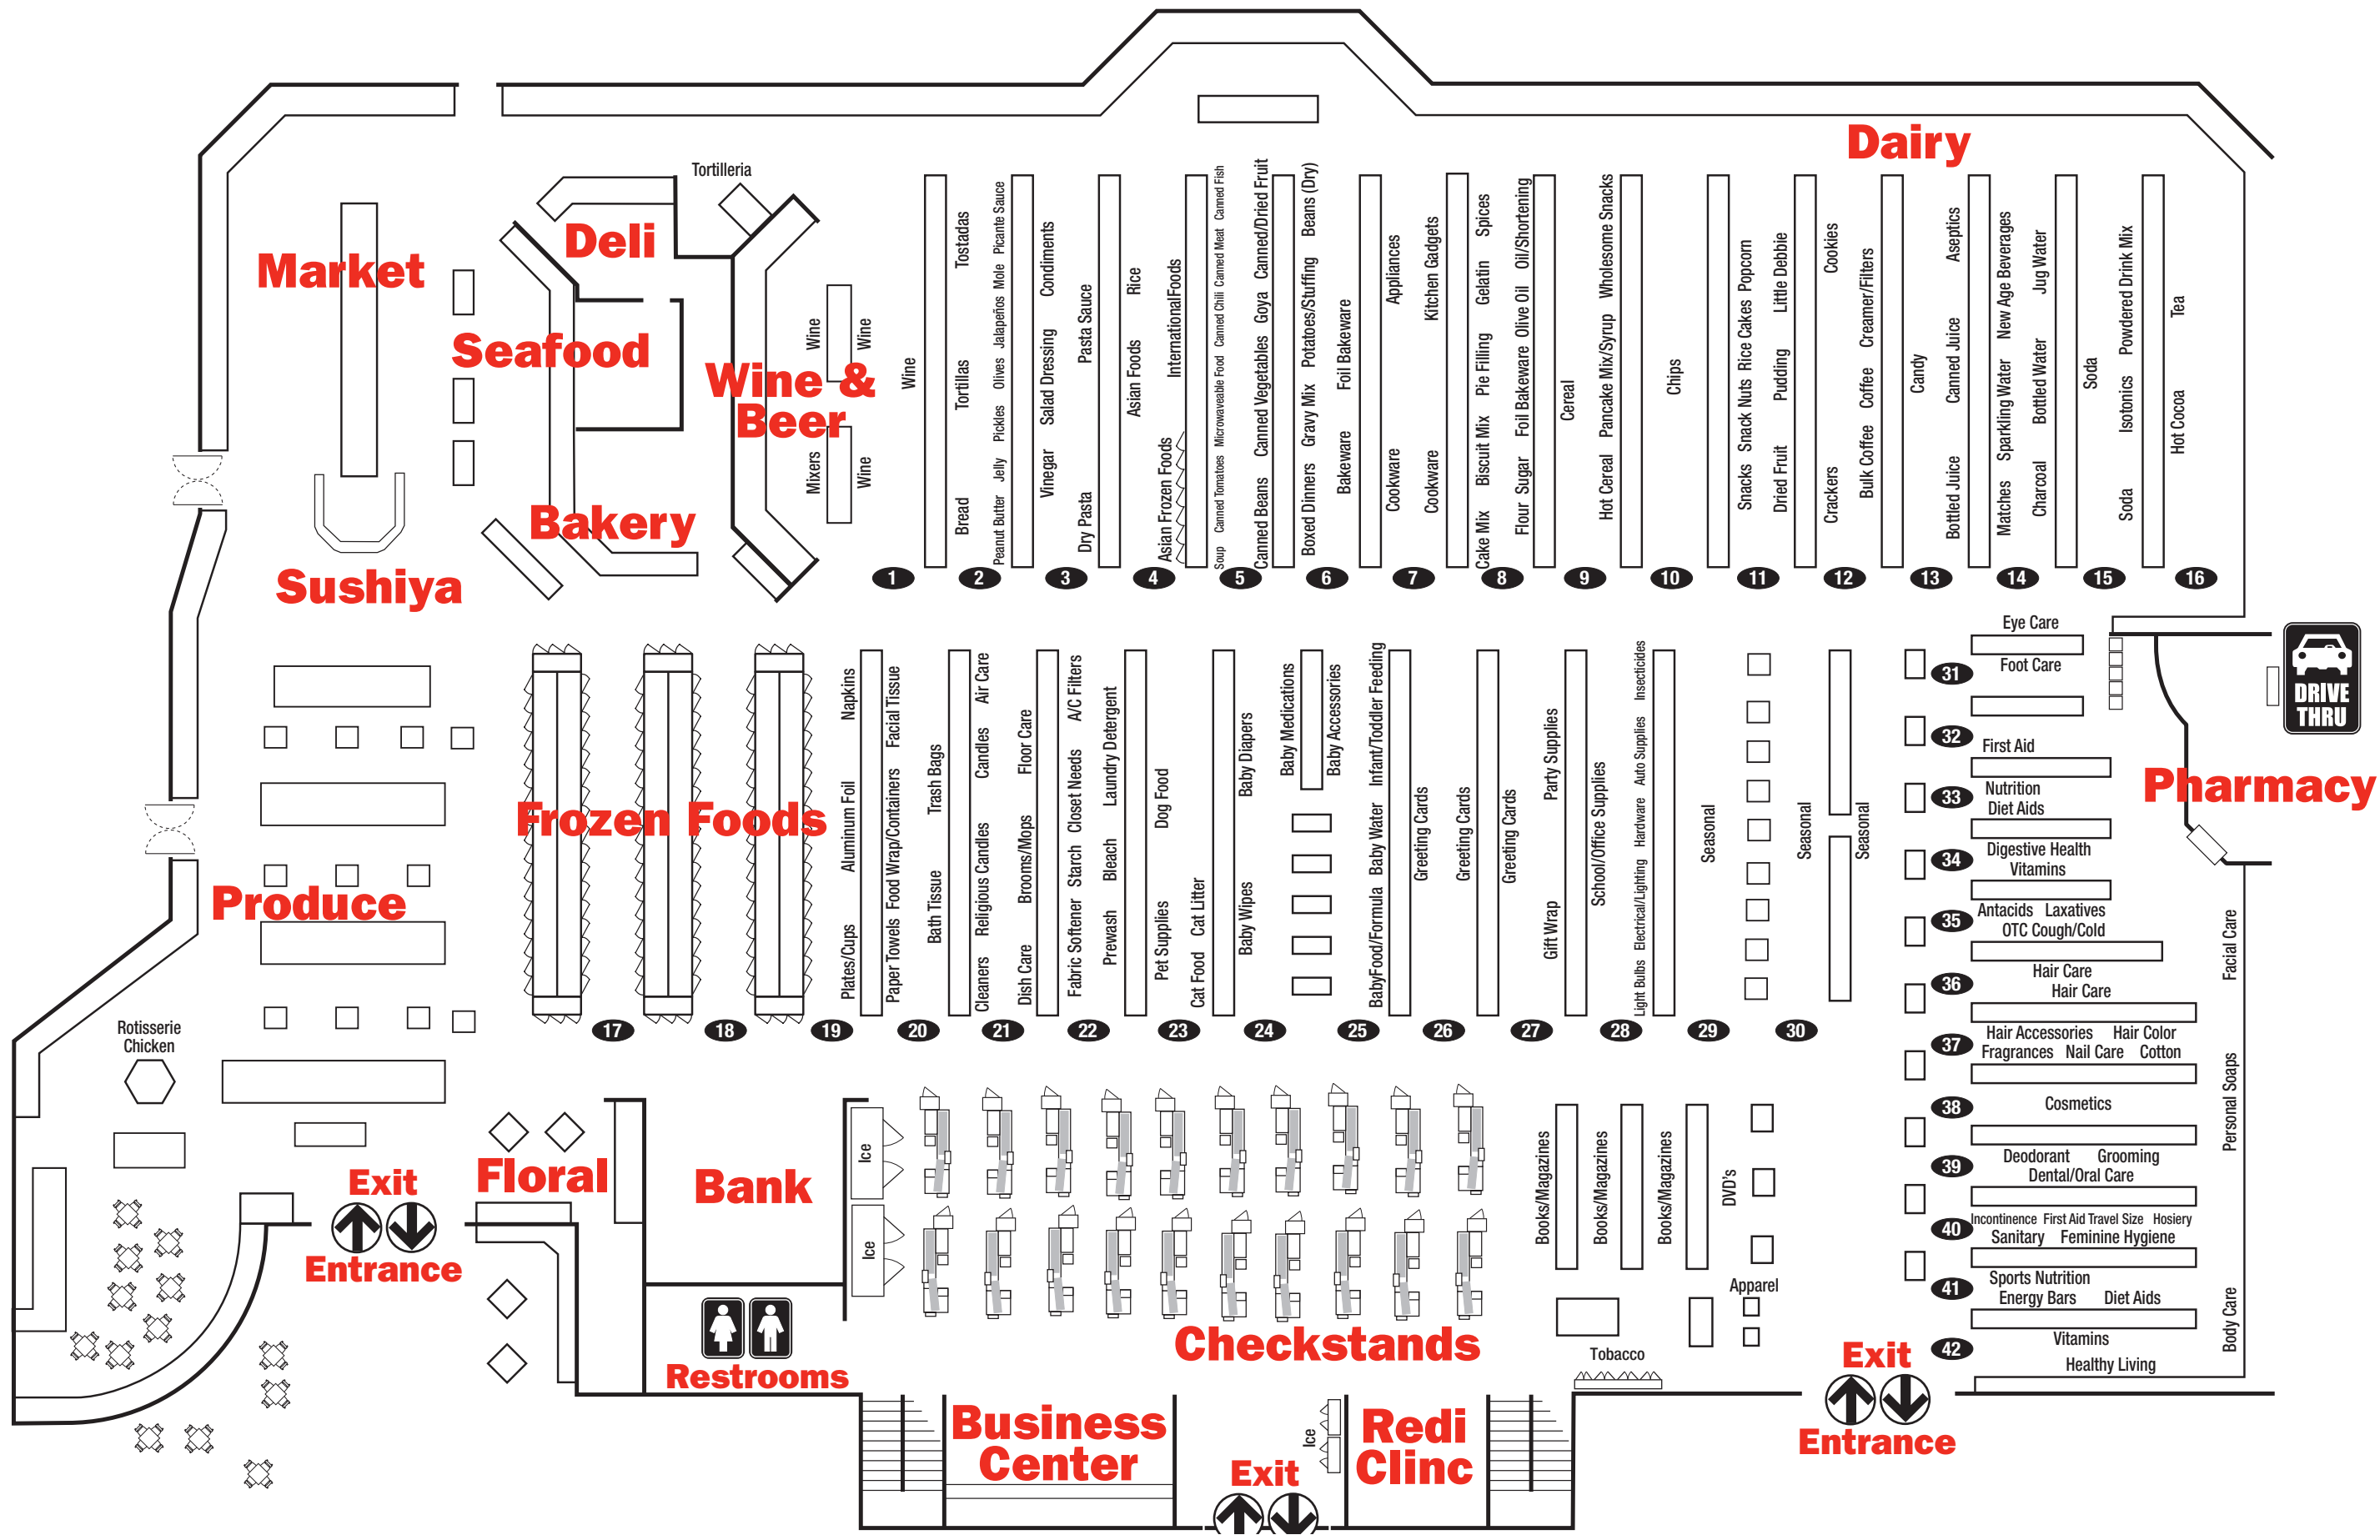 Dairy
Market
Deli
Tortilleria
Seafood
Wine &
Beer
Bakery
Sushiya
Wine
Wine
Mixers
Wine
Wine
Bread Tortillas Tostadas
Peanut Butter Jelly Pickles Olives Jalapeños Mole Picante Sauce
Vinegar Salad Dressing Condiments
Dry Pasta Pasta Sauce
Asian Foods Rice
Asian Frozen Foods InternationalFoods
Soup Canned Tomatoes Microwaveable Food Canned Chili Canned Meat Canned Fish
Canned Beans Canned Vegetables Goya Canned/Dried Fruit
Boxed Dinners Gravy Mix Potatoes/Stuffing Beans (Dry)
Bakeware Foil Bakeware
Cookware Appliances
Cookware Kitchen Gadgets
Cake Mix Biscuit Mix Pie Filling Gelatin Spices
Flour Sugar Foil Bakeware Olive Oil Oil/Shortening
Cereal
Hot Cereal Pancake Mix/Syrup Wholesome Snacks
Chips
Snacks Snack Nuts Rice Cakes Popcorn
Dried Fruit Pudding Little Debbie
Crackers Cookies
Bulk Coffee Coffee Creamer/Filters
Candy
Bottled Juice Canned Juice Aseptics
Matches Sparking Water New Age Beverages
Charcoal Bottled Water Jug Water
Soda
Soda Isotonics Powdered Drink Mix
Hot Cocoa Tea
1
2
3
4
5
6
7
8
9
10
11
12
13
14
15
16
Frozen Foods
Produce
Rotisserie
Chicken
Plates/Cups Aluminum Foil Napkins
Paper Towels Food Wrap/Containers Facial Tissue
Bath Tissue Trash Bags
Cleaners Religious Candles Candles Air Care
Dish Care Brooms/Mops Floor Care
Fabric Softener Starch Closet Needs A/C Filters
Prewash Bleach Laundry Detergent
Pet Supplies Dog Food
Cat Food Cat Litter
Baby Wipes Baby Diapers
Baby Medications
Baby Accessories
BabyFood/Formula Baby Water Infant/Toddler Feeding
Greeting Cards
Greeting Cards
Greeting Cards
Gift Wrap Party Supplies
School/Office Supplies
Light Bulbs Electrical/Lighting Hardware Auto Supplies Insecticides
Seasonal
Seasonal
Seasonal
17
18
19
20
21
22
23
24
25
26
27
28
29
30
Eye Care
31
Foot Care
32
First Aid
33
Nutrition
Diet Aids
34
Digestive Health
Vitamins
35
Antacids Laxatives
OTC Cough/Cold
36
Hair Care
Hair Care
37
Hair Accessories Hair Color
Fragrances Nail Care Cotton
38
Cosmetics
39
Deodorant Grooming
Dental/Oral Care
40
Incontinence First Aid Travel Size Hosiery
Sanitary Feminine Hygiene
41
Sports Nutrition
Energy Bars Diet Aids
42
Vitamins
Healthy Living
Facial Care
Personal Soaps
Body Care
Pharmacy
DRIVE
THRU
Exit
Entrance
Floral
Bank
Restrooms
Ice
Ice
Checkstands
Books/Magazines
Books/Magazines
Books/Magazines
DVD's
Apparel
Tobacco
Business
Center
Exit
Ice
Redi
Clinc
Exit
Entrance